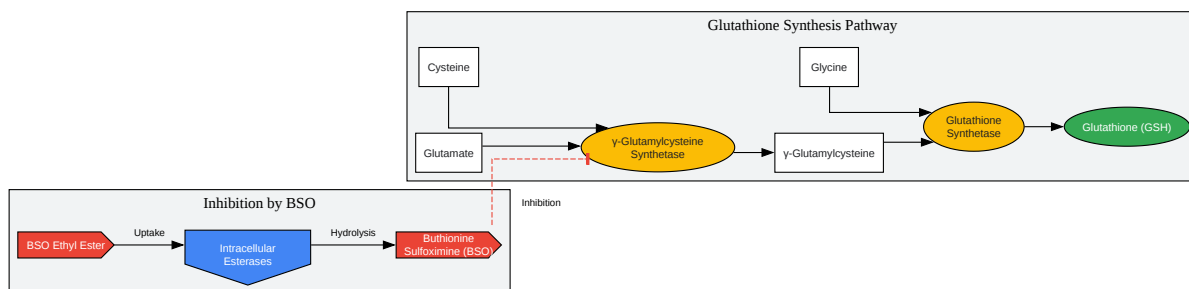 Glutathione Synthesis Pathway
Cysteine
Glycine
Glutamate
γ-Glutamylcysteine
Synthetase
γ-Glutamylcysteine
Glutathione
Synthetase
Glutathione (GSH)
Inhibition
Inhibition by BSO
BSO Ethyl Ester
Uptake
Intracellular
Esterases
Hydrolysis
Buthionine
Sulfoximine (BSO)